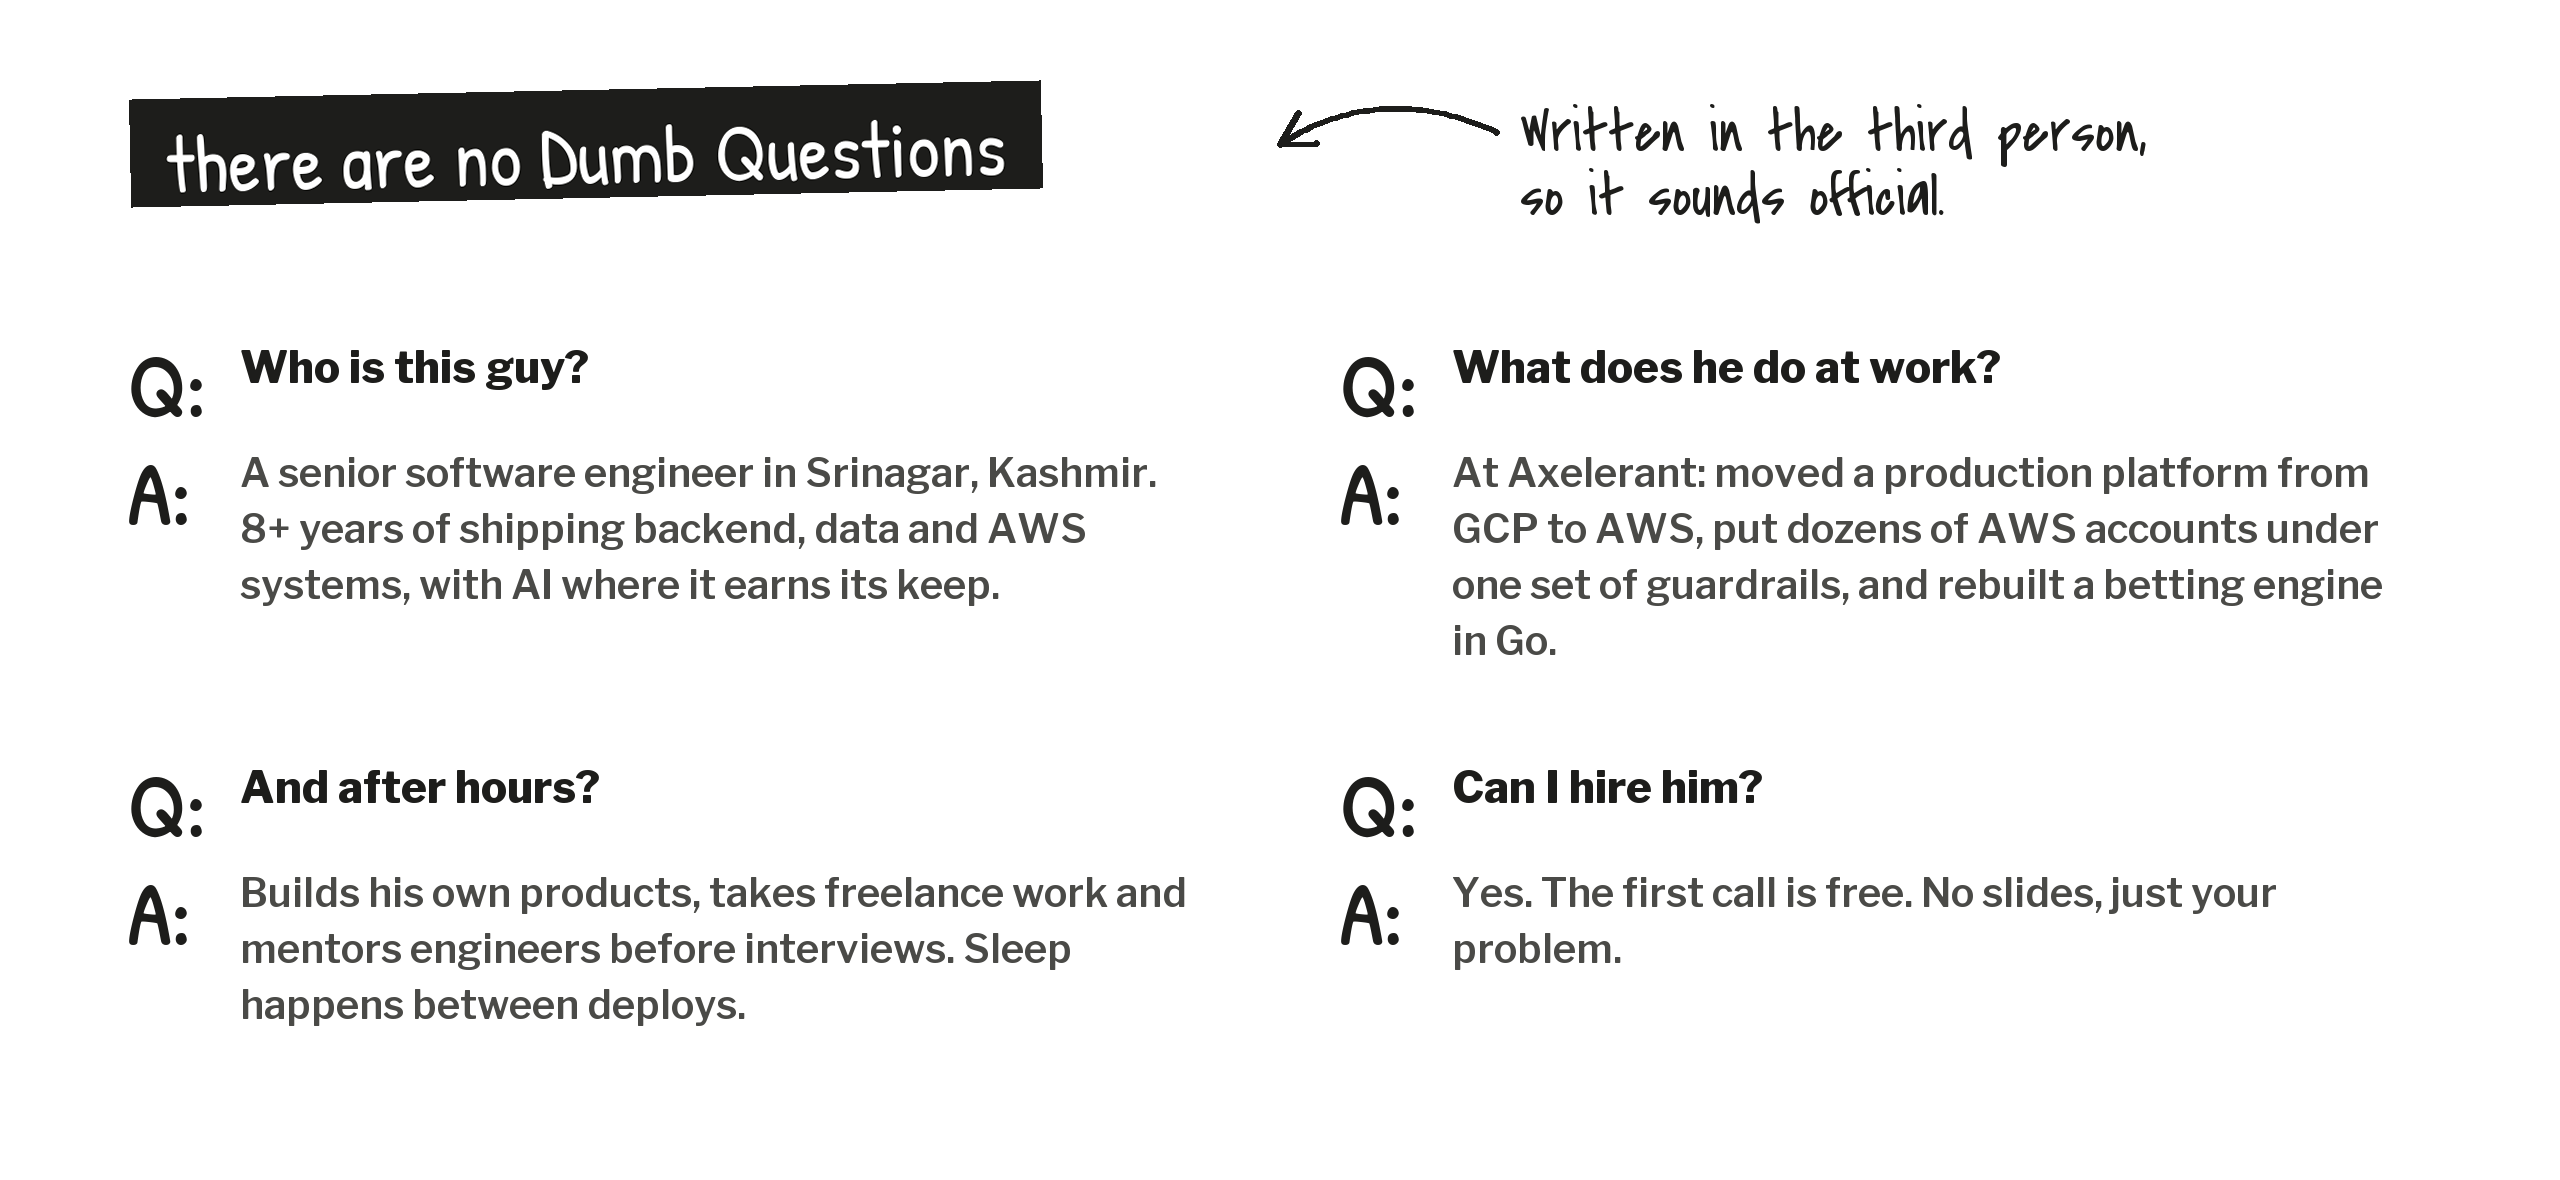 there are no Dumb Questions
Written in the third person,
so it sounds official.
Q: Who is this guy?
A: A senior software engineer in Srinagar, Kashmir.
8+ years of shipping backend, data and AWS
systems, with AI where it earns its keep.
Q: What does he do at work?
A: At Axelerant: moved a production platform from
GCP to AWS, put dozens of AWS accounts under
one set of guardrails, and rebuilt a betting engine
in Go.
Q: And after hours?
A: Builds his own products, takes freelance work and
mentors engineers before interviews. Sleep
happens between deploys.
Q: Can I hire him?
A: Yes. The first call is free. No slides, just your
problem.